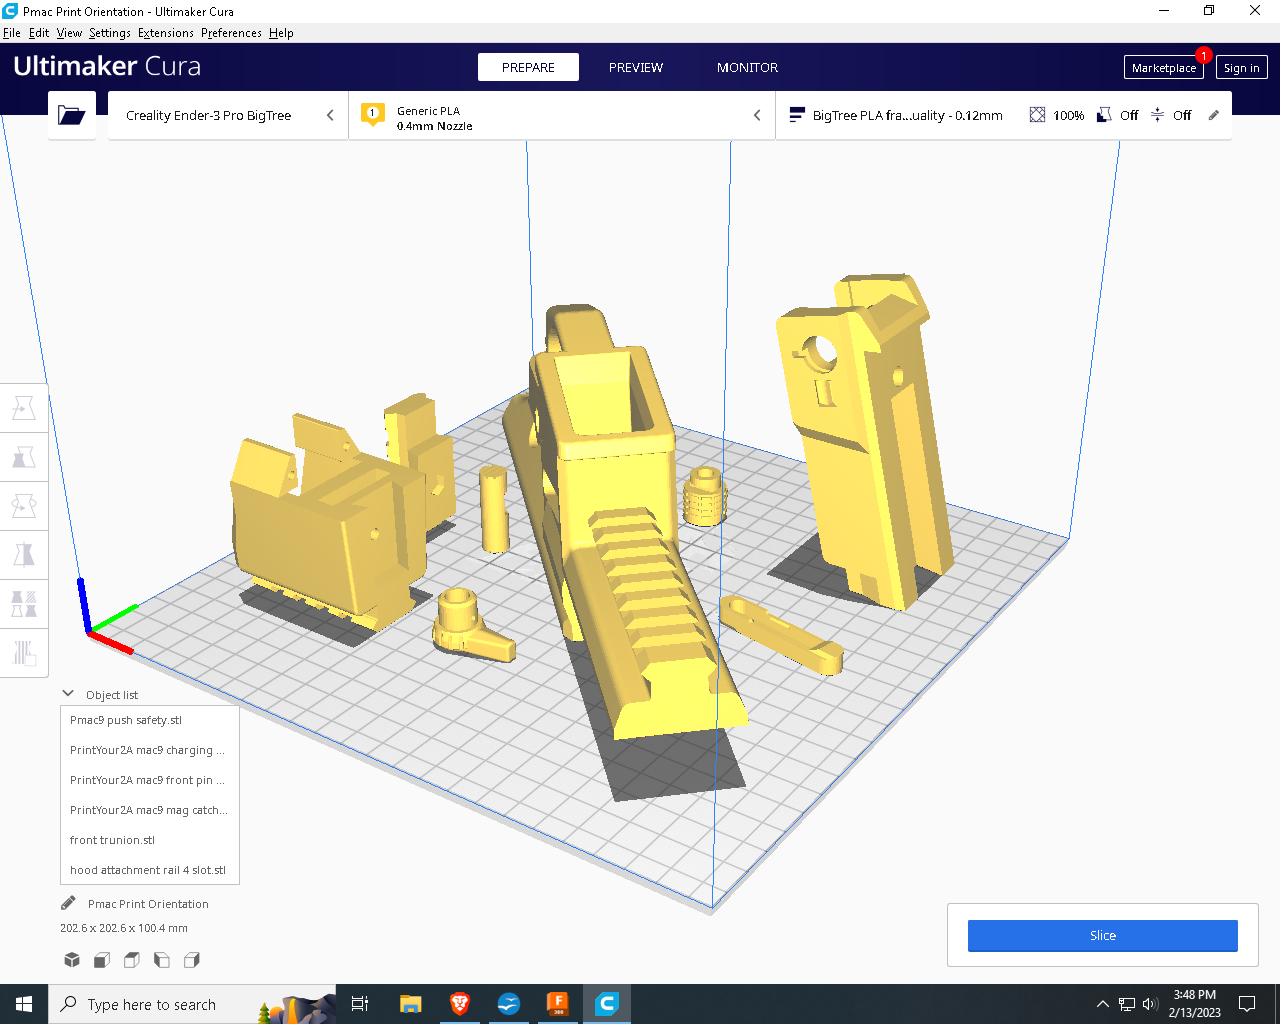 Pmac Print Orientation - Ultimaker Cura
File Edit View Settings Extensions Preferences Help
Ultimaker Cura
PREPARE
PREVIEW
MONITOR
1
Marketplace
Sign in
Creality Ender-3 Pro BigTree
1
Generic PLA
0.4mm Nozzle
BigTree PLA fra...uality - 0.12mm
100%
Off
Off
Object list
Pmac9 push safety.stl
PrintYour2A mac9 charging ...
PrintYour2A mac9 front pin ...
PrintYour2A mac9 mag catch...
front trunion.stl
hood attachment rail 4 slot.stl
Pmac Print Orientation
202.6 x 202.6 x 100.4 mm
Slice
Type here to search
F
360
3:48 PM
2/13/2023